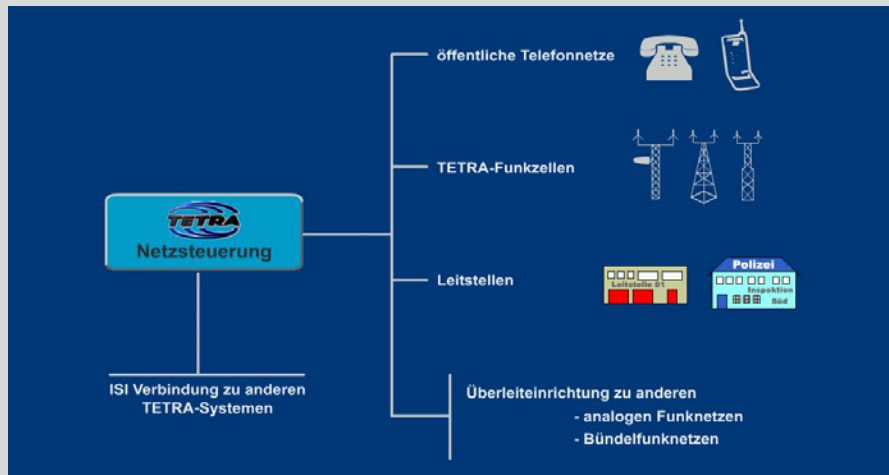 öffentliche Telefonnetze
TETRA-Funkzellen
TETRA
Netzsteuerung
Leitstellen
Leitstelle 01
Polizei
Inspektion
Süd
ISI Verbindung zu anderen
TETRA-Systemen
Überleiteinrichtung zu anderen
- analogen Funknetzen
- Bündelfunknetzen